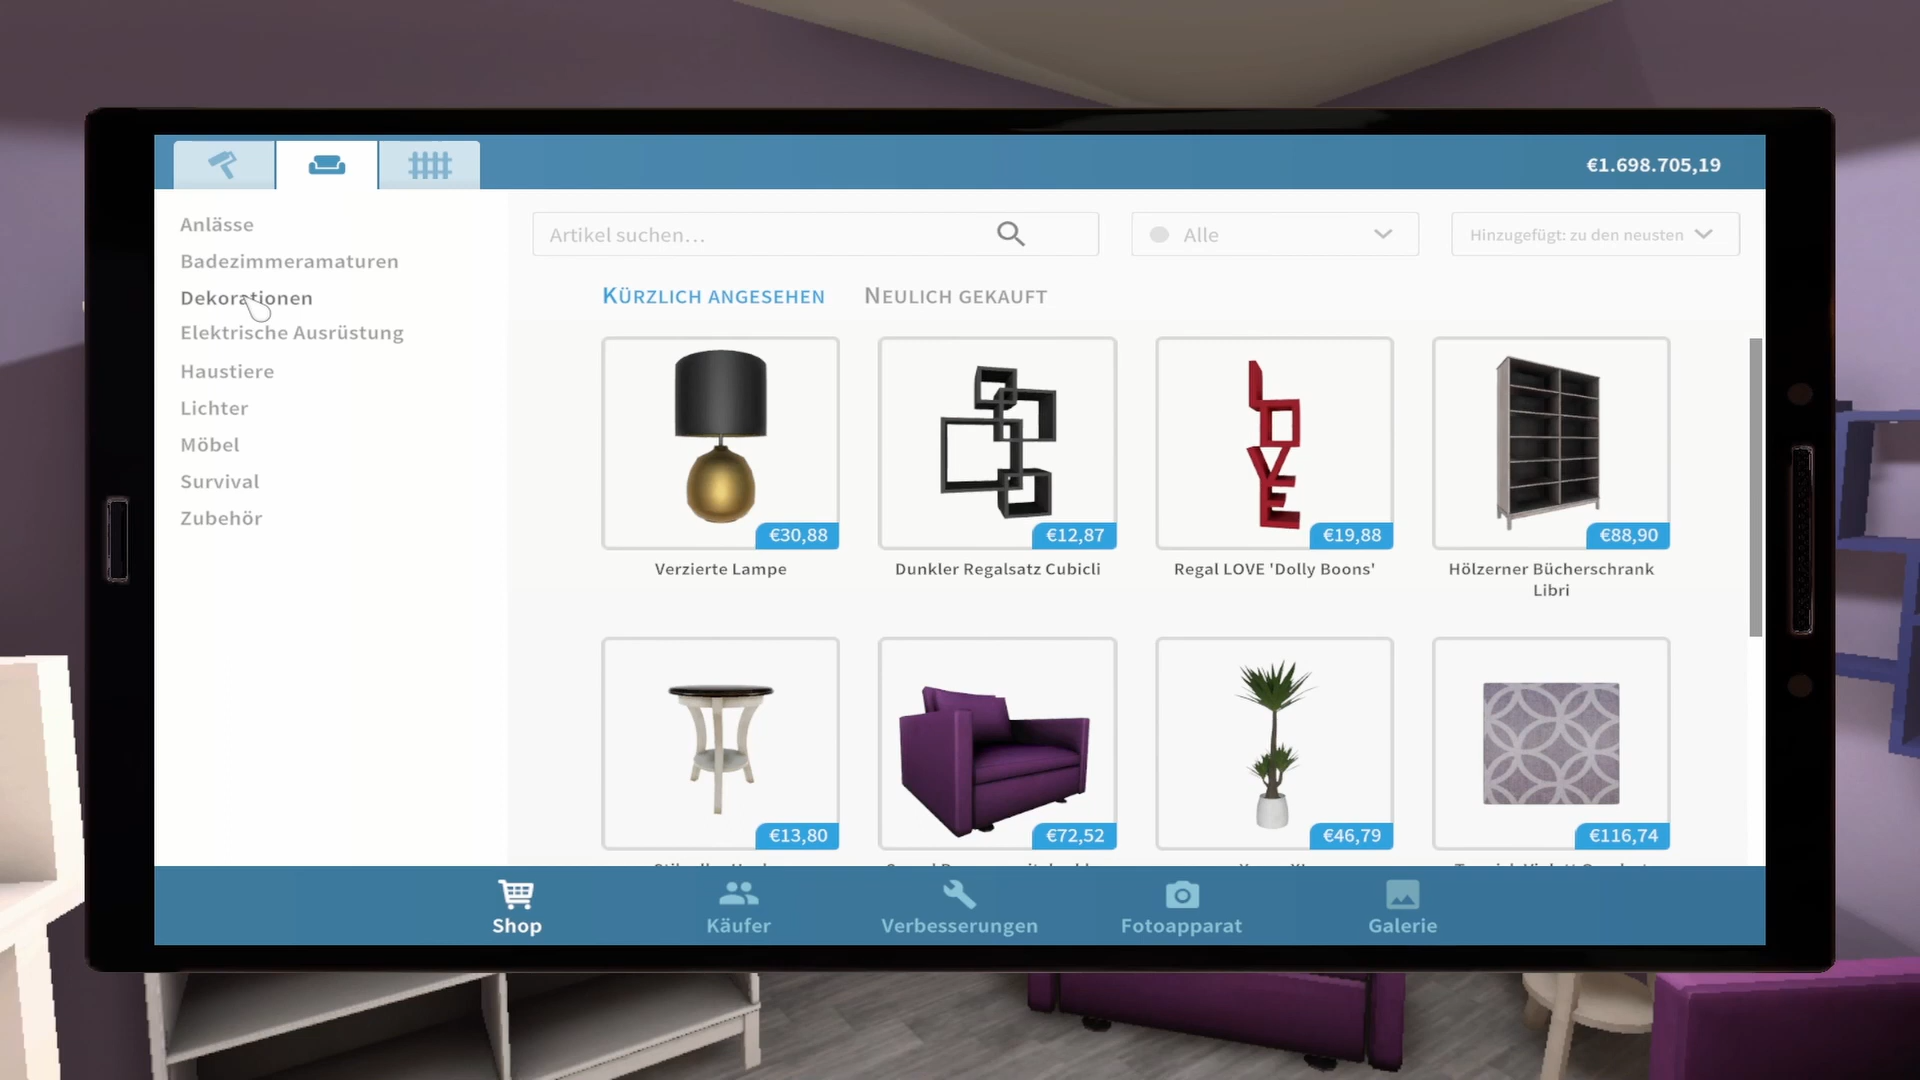 €1.698.705,19
Anlässe
Badezimmeramaturen
Dekorationen
Elektrische Ausrüstung
Haustiere
Lichter
Möbel
Survival
Zubehör
Artikel suchen...
Alle
Hinzugefügt: zu den neusten
KÜRZLICH ANGESEHEN
NEULICH GEKAUFT
€30,88
Verzierte Lampe
€12,87
Dunkler Regalsatz Cubicli
€19,88
Regal LOVE 'Dolly Boons'
€88,90
Hölzerner Bücherschrank
Libri
€13,80
€72,52
€46,79
€116,74
Shop
Käufer
Verbesserungen
Fotoapparat
Galerie